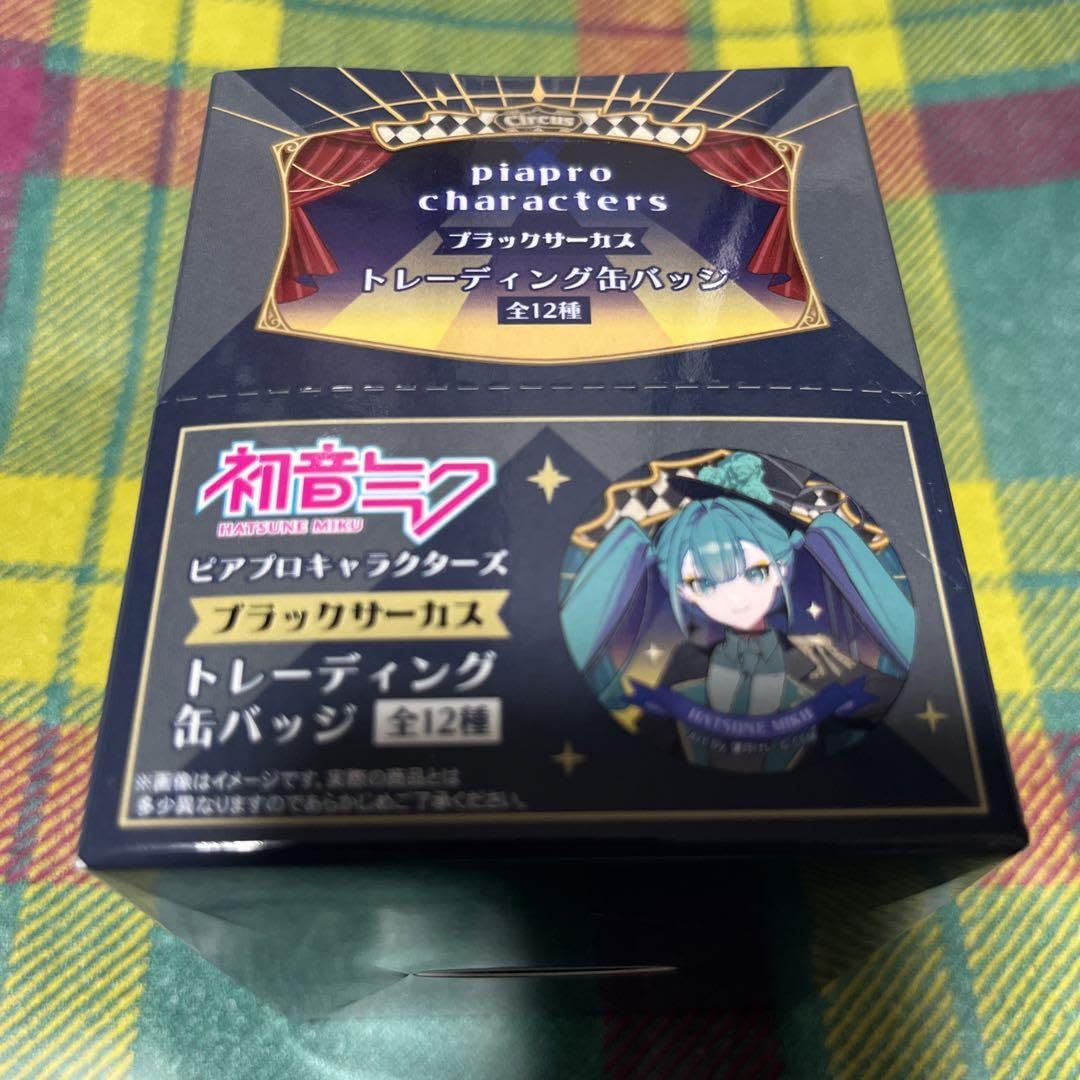 Circus
piapro
characters
ブラックサーカス
トレーディング缶バッジ
全12種
初音ミク
HATSUNE MIKU
ピアプロキャラクターズ
ブラックサーカス
トレーディング
缶バッジ 全12種
※画像はイメージです。実際の商品とは
多少異なりますのであらかじめご了承ください。
HATSUNE MIKU
Art by